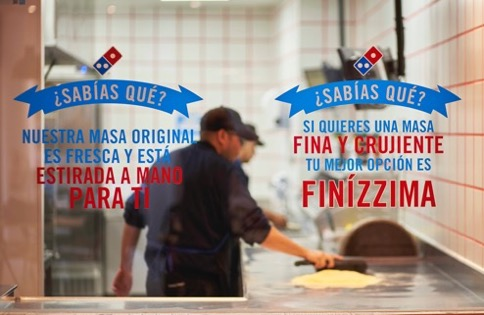 ¿SABÍAS QUÉ?
NUESTRA MASA ORIGINAL
ES FRESCA Y ESTÁ
ESTIRADA A MANO
PARA TI
¿SABÍAS QUÉ?
SI QUIERES UNA MASA
FINA Y CRUJIENTE
TU MEJOR OPCIÓN ES
FINÍZZIMA